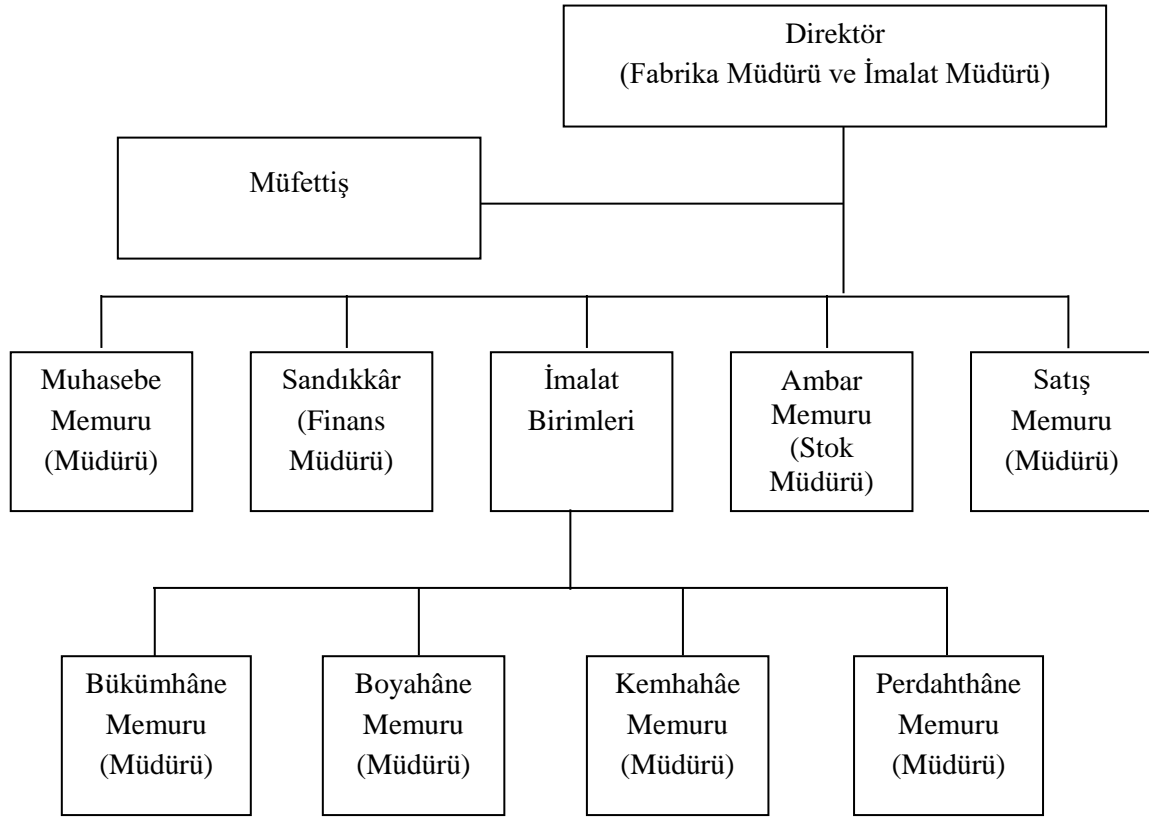 Direktör
(Fabrika Müdürü ve İmalat Müdürü)
Müfettiş
Muhasebe
Memuru
(Müdürü)
Sandıkkâr
(Finans
Müdürü)
İmalat
Birimleri
Ambar
Memuru
(Stok
Müdürü)
Satış
Memuru
(Müdürü)
Bükümhâne
Memuru
(Müdürü)
Boyahâne
Memuru
(Müdürü)
Kemhahâe
Memuru
(Müdürü)
Perdahthâne
Memuru
(Müdürü)